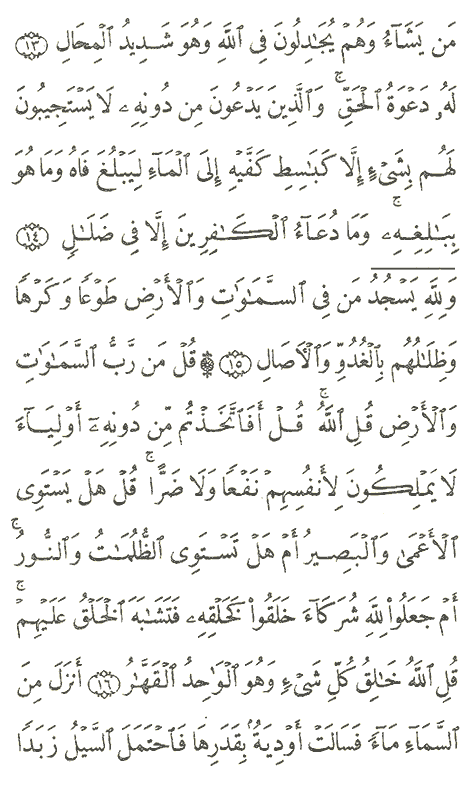 مَن يَشَآءُ وَهُمْ يُجَـٰدِلُونَ فِى ٱللَّهِ وَهُوَ شَدِيدُ ٱلْمِحَالِ ﴿١٣﴾
لَهُۥ دَعْوَةُ ٱلْحَقِّ ۖ وَٱلَّذِينَ يَدْعُونَ مِن دُونِهِۦ لَا يَسْتَجِيبُونَ
لَهُم بِشَىْءٍ إِلَّا كَبَـٰسِطِ كَفَّيْهِ إِلَى ٱلْمَآءِ لِيَبْلُغَ فَاهُ وَمَا هُوَ
بِبَـٰلِغِهِۦ ۚ وَمَا دُعَآءُ ٱلْكَـٰفِرِينَ إِلَّا فِى ضَلَـٰلٍ ﴿١٤﴾
وَلِلَّهِ يَسْجُدُ مَن فِى ٱلسَّمَـٰوَٰتِ وَٱلْأَرْضِ طَوْعًا وَكَرْهًا
وَظِلَـٰلُهُم بِٱلْغُدُوِّ وَٱلْـَٔاصَالِ ﴿١٥﴾ ۞ قُلْ مَن رَّبُّ ٱلسَّمَـٰوَٰتِ
وَٱلْأَرْضِ قُلِ ٱللَّهُ ۚ قُلْ أَفَٱتَّخَذْتُم مِّن دُونِهِۦٓ أَوْلِيَآءَ
لَا يَمْلِكُونَ لِأَنفُسِهِمْ نَفْعًا وَلَا ضَرًّا ۚ قُلْ هَلْ يَسْتَوِى
ٱلْأَعْمَىٰ وَٱلْبَصِيرُ أَمْ هَلْ تَسْتَوِى ٱلظُّلُمَـٰتُ وَٱلنُّورُ ۗ
أَمْ جَعَلُوا۟ لِلَّهِ شُرَكَآءَ خَلَقُوا۟ كَخَلْقِهِۦ فَتَشَـٰبَهَ ٱلْخَلْقُ عَلَيْهِمْ ۚ
قُلِ ٱللَّهُ خَـٰلِقُ كُلِّ شَىْءٍ وَهُوَ ٱلْوَٰحِدُ ٱلْقَهَّـٰرُ ﴿١٦﴾ أَنزَلَ مِنَ
ٱلسَّمَآءِ مَآءً فَسَالَتْ أَوْدِيَةٌۢ بِقَدَرِهَا فَٱحْتَمَلَ ٱلسَّيْلُ زَبَدًا